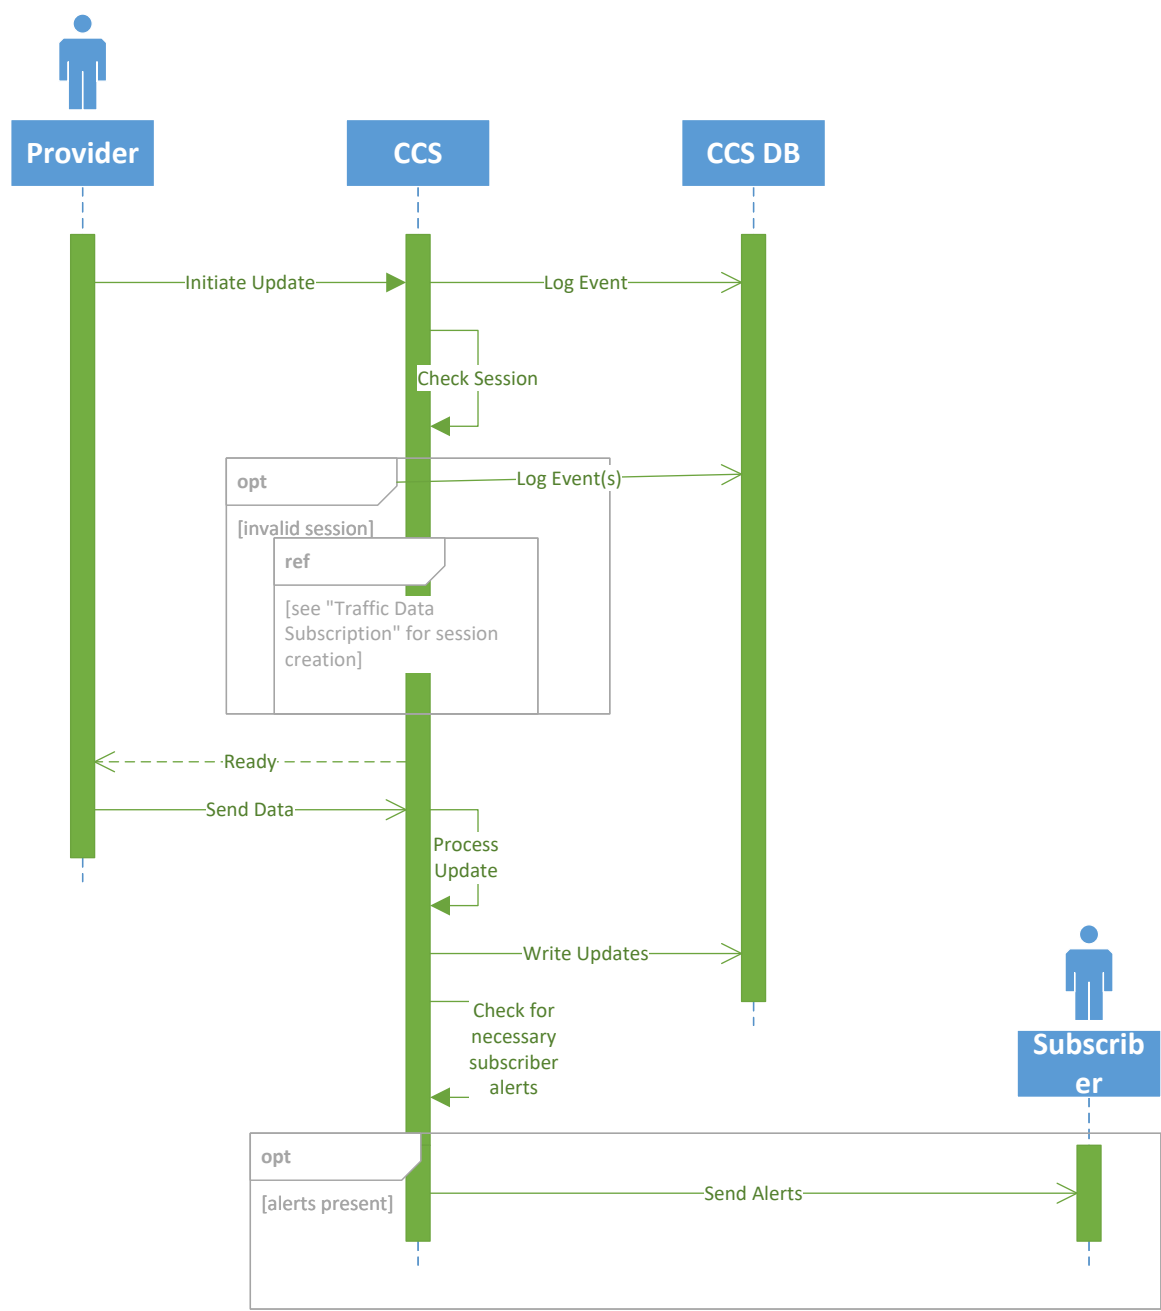 Provider
CCS
CCS DB
Initiate Update
Log Event
Check Session
opt
Log Event(s)
[invalid session]
ref
[see "Traffic Data
Subscription" for session
creation]
Ready
Send Data
Process
Update
Write Updates
Check for
necessary
subscriber
alerts
Subscrib
er
opt
[alerts present]
Send Alerts